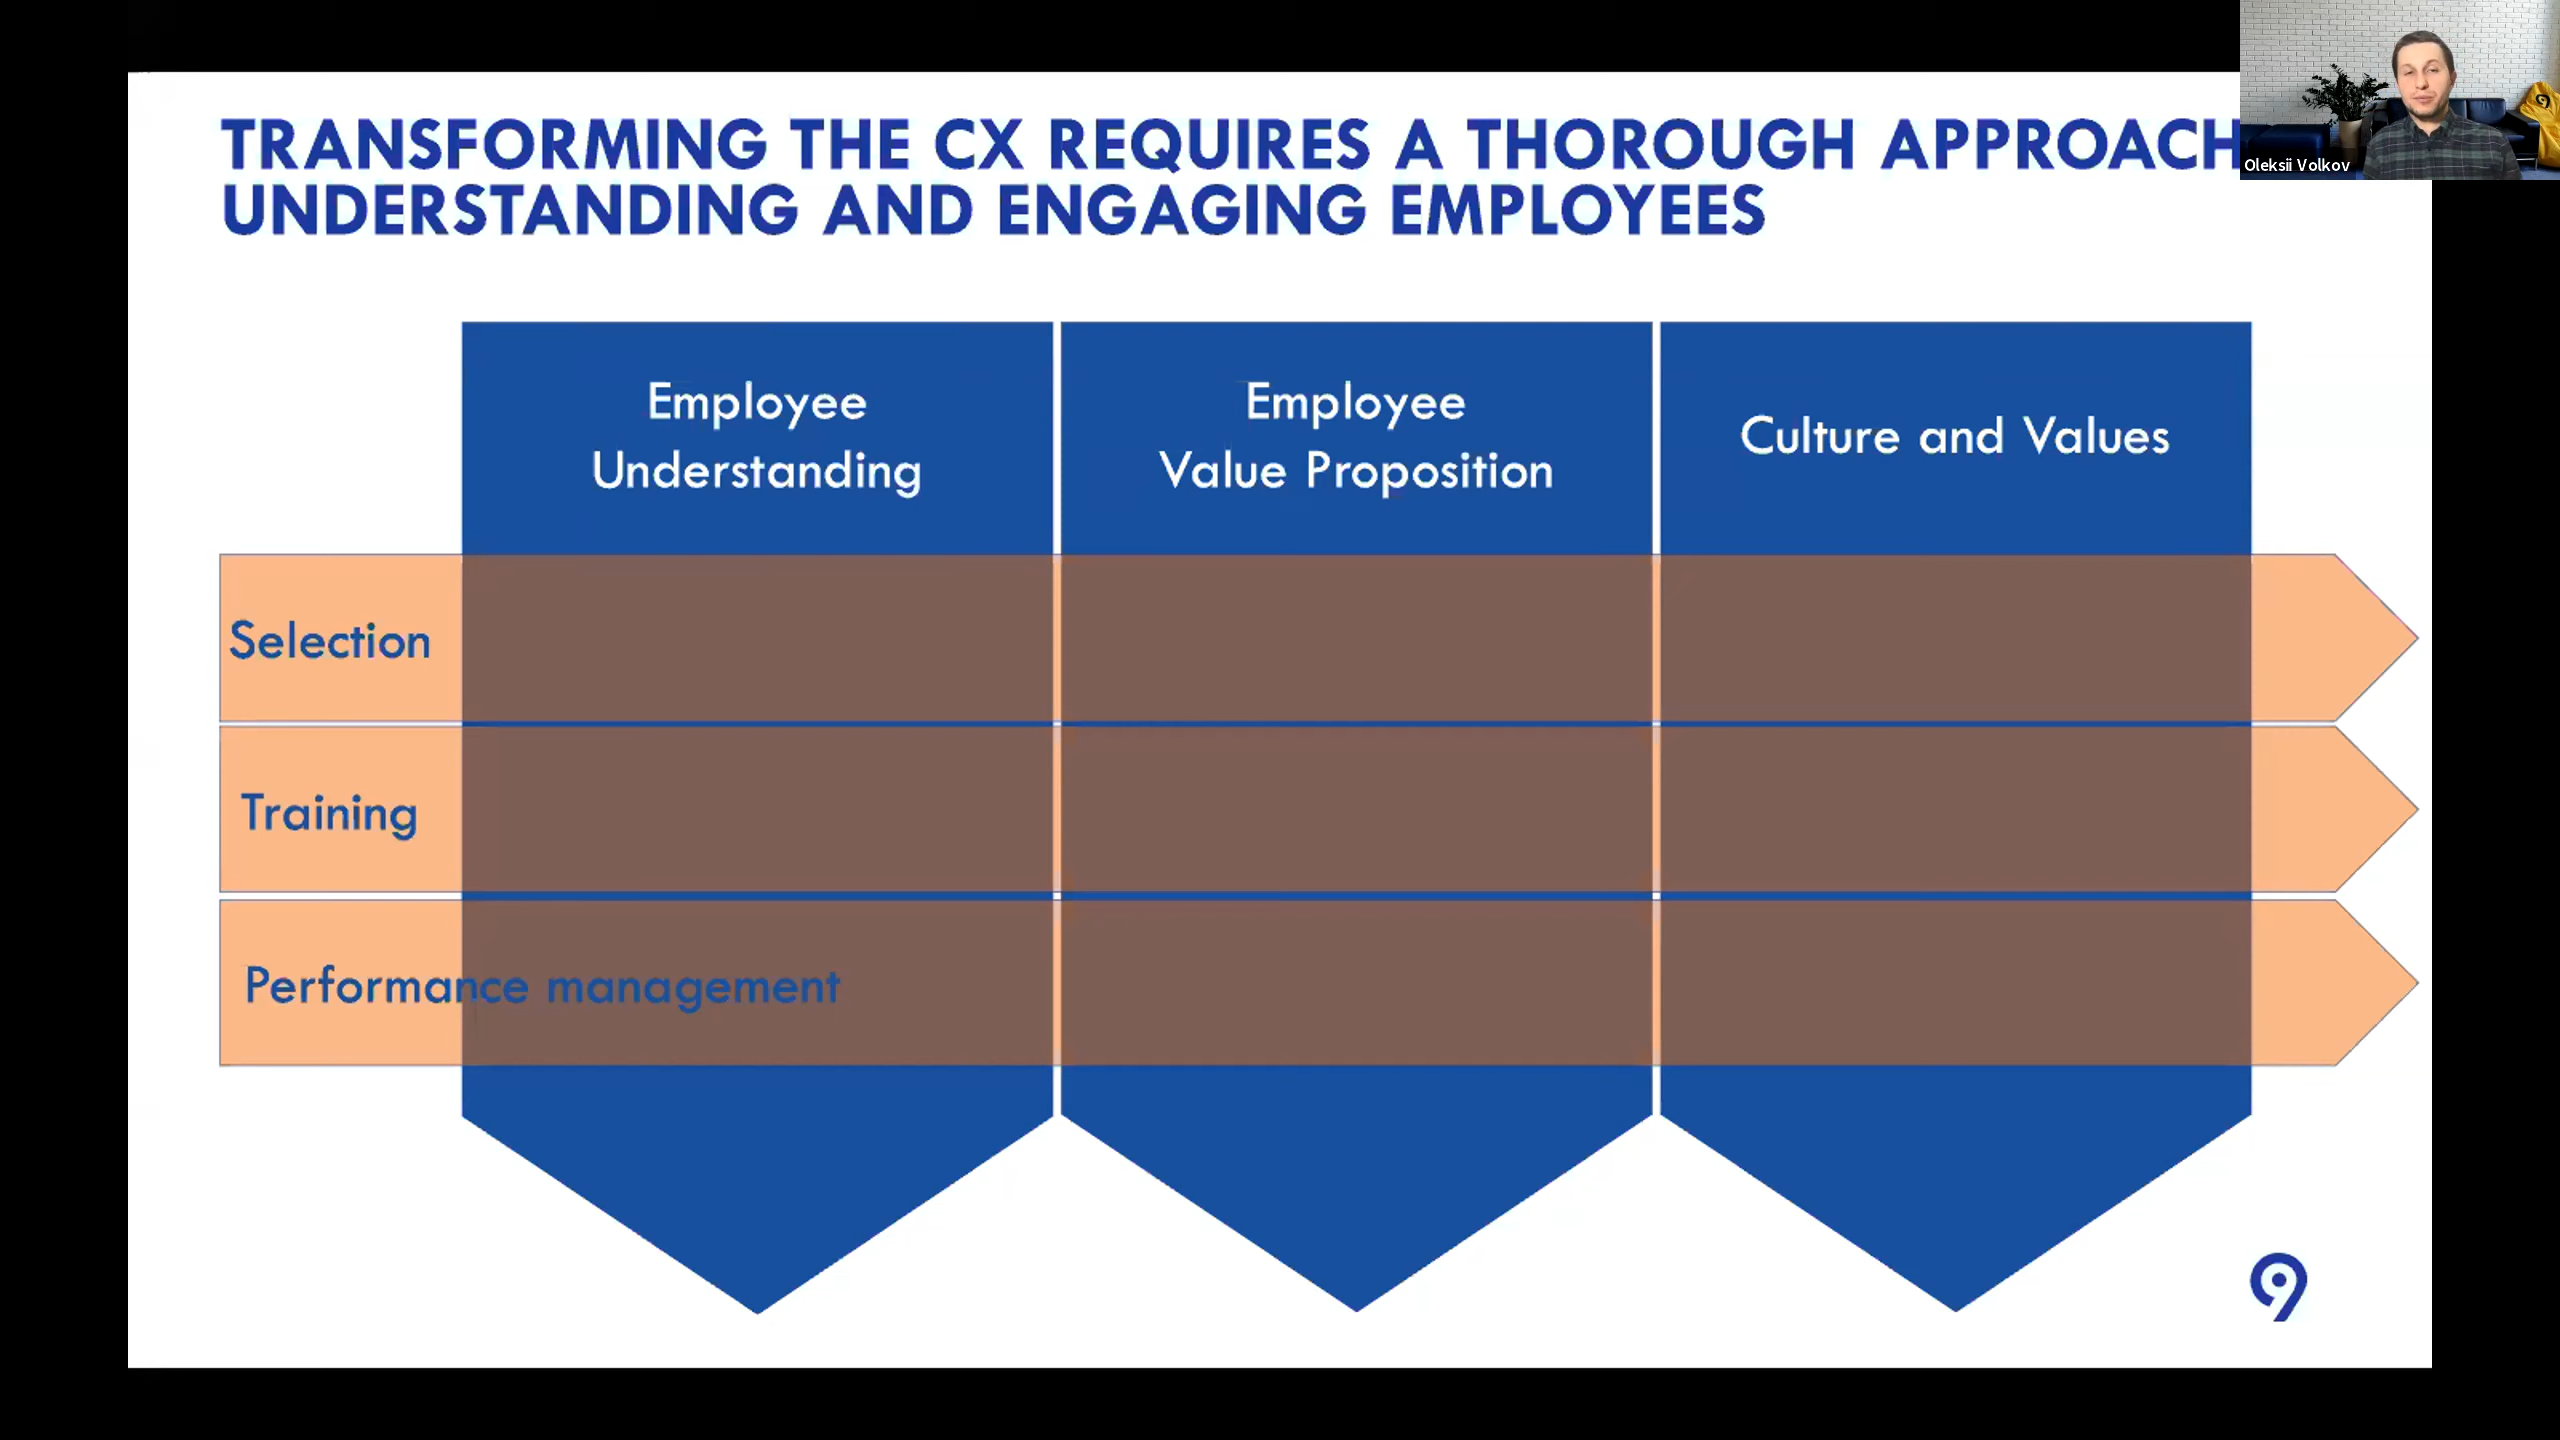 TRANSFORMING THE CX REQUIRES A THOROUGH APPROACH
UNDERSTANDING AND ENGAGING EMPLOYEES
Oleksii Volkov
Employee
Understanding
Employee
Value Proposition
Culture and Values
Selection
Training
Performance management
9